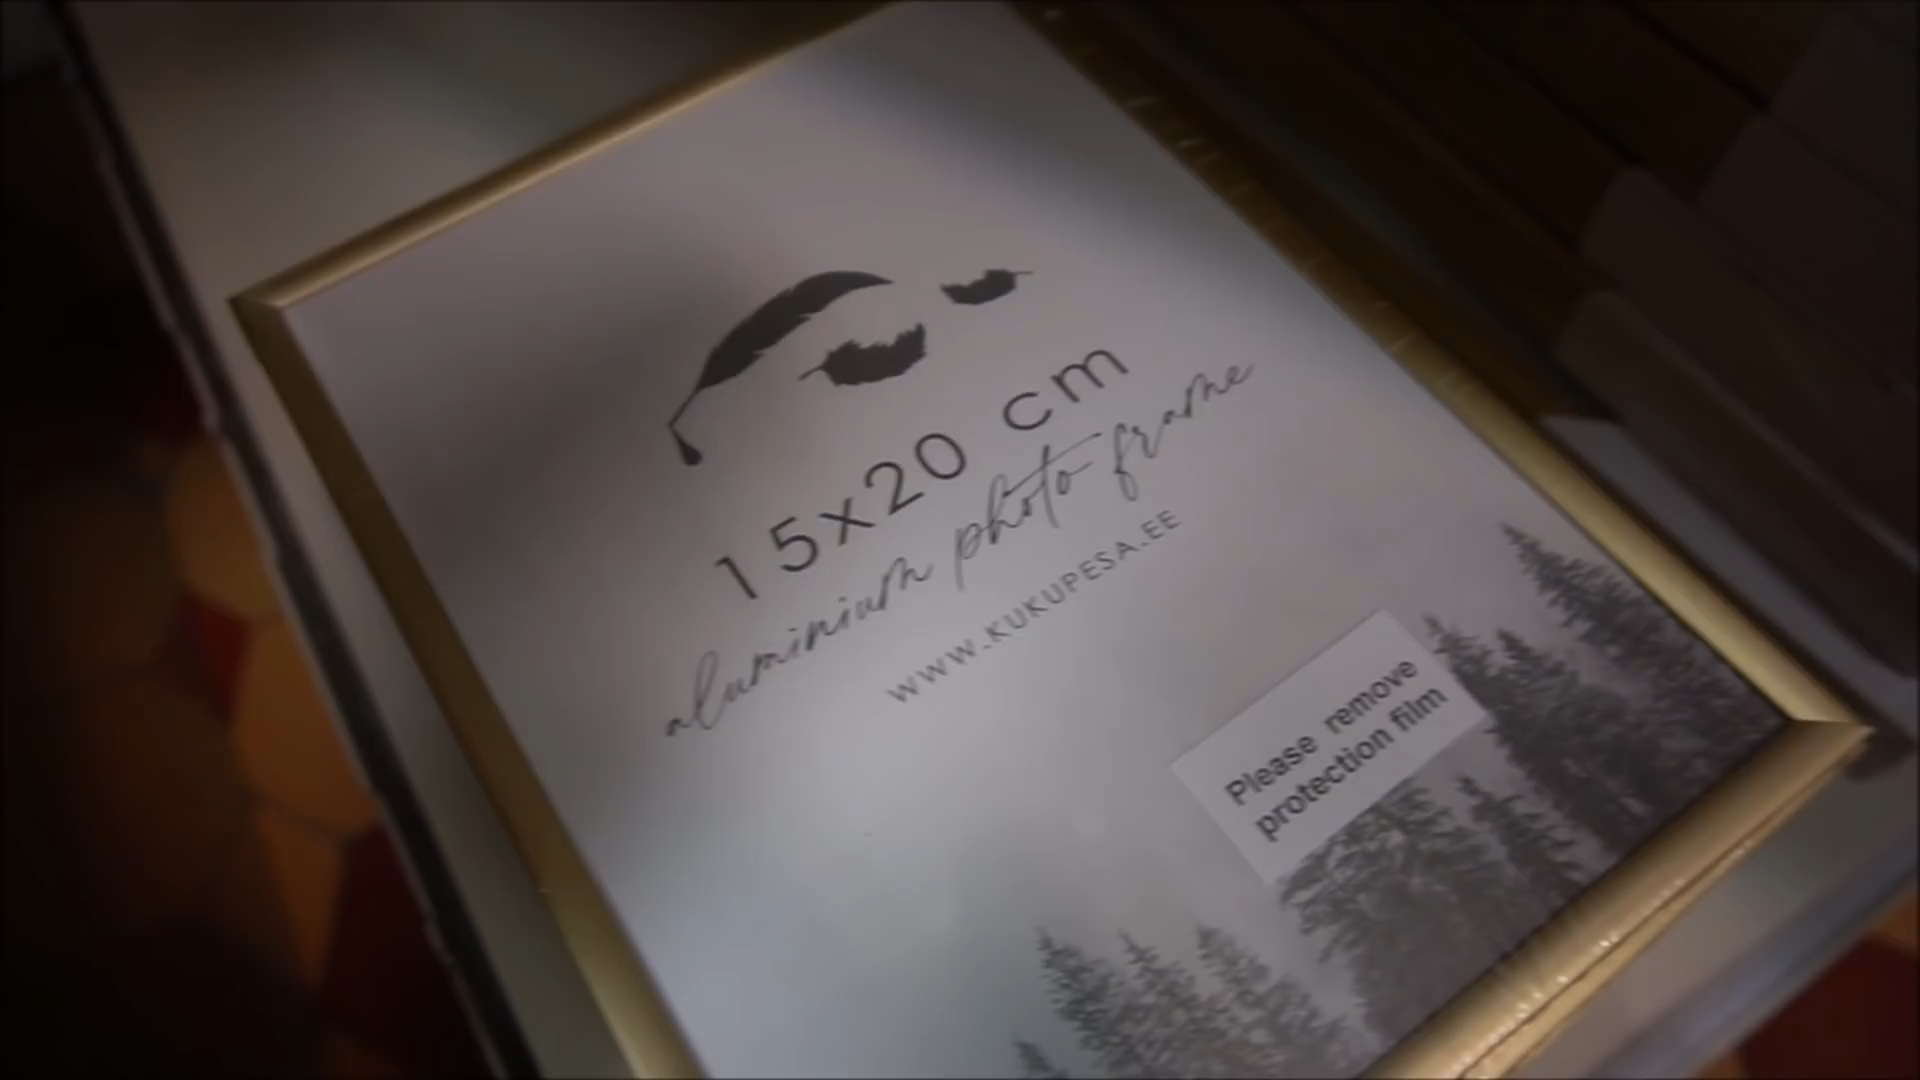 15x20 cm
aluminium photo frame
WWW.KUKUPESA.EE
Please remove
protection film